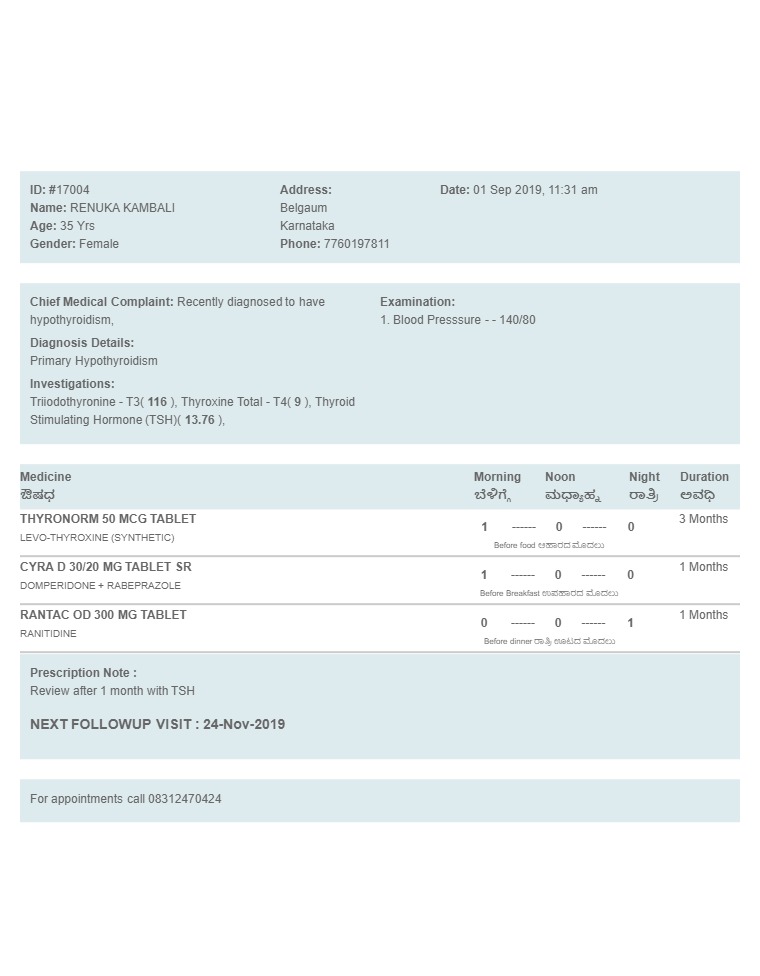 ID: #17004
Name: RENUKA KAMBALI
Age: 35 Yrs
Gender: Female
Address:
Belgaum
Karnataka
Phone: 7760197811
Date: 01 Sep 2019, 11:31 am
Chief Medical Complaint: Recently diagnosed to have
hypothyroidism,
Diagnosis Details:
Primary Hypothyroidism
Investigations:
Triiodothyronine - T3( 116 ), Thyroxine Total - T4( 9 ), Thyroid
Stimulating Hormone (TSH)( 13.76 ),
Examination:
1. Blood Presssure - - 140/80
Medicine Morning Noon Night Duration
ಔಷಧ ಬೆಳಿಗ್ಗೆ ಮಧ್ಯಾಹ್ನ ರಾತ್ರಿ ಅವಧಿ
THYRONORM 50 MCG TABLET 1 ------ 0 ------ 0 3 Months
LEVO-THYROXINE (SYNTHETIC) Before food ಆಹಾರದ ಮೊದಲು
CYRA D 30/20 MG TABLET SR 1 ------ 0 ------ 0 1 Months
DOMPERIDONE + RABEPRAZOLE Before Breakfast ಉಪಹಾರದ ಮೊದಲು
RANTAC OD 300 MG TABLET 0 ------ 0 ------ 1 1 Months
RANITIDINE Before dinner ರಾತ್ರಿ ಊಟದ ಮೊದಲು
Prescription Note :
Review after 1 month with TSH
NEXT FOLLOWUP VISIT : 24-Nov-2019
For appointments call 08312470424